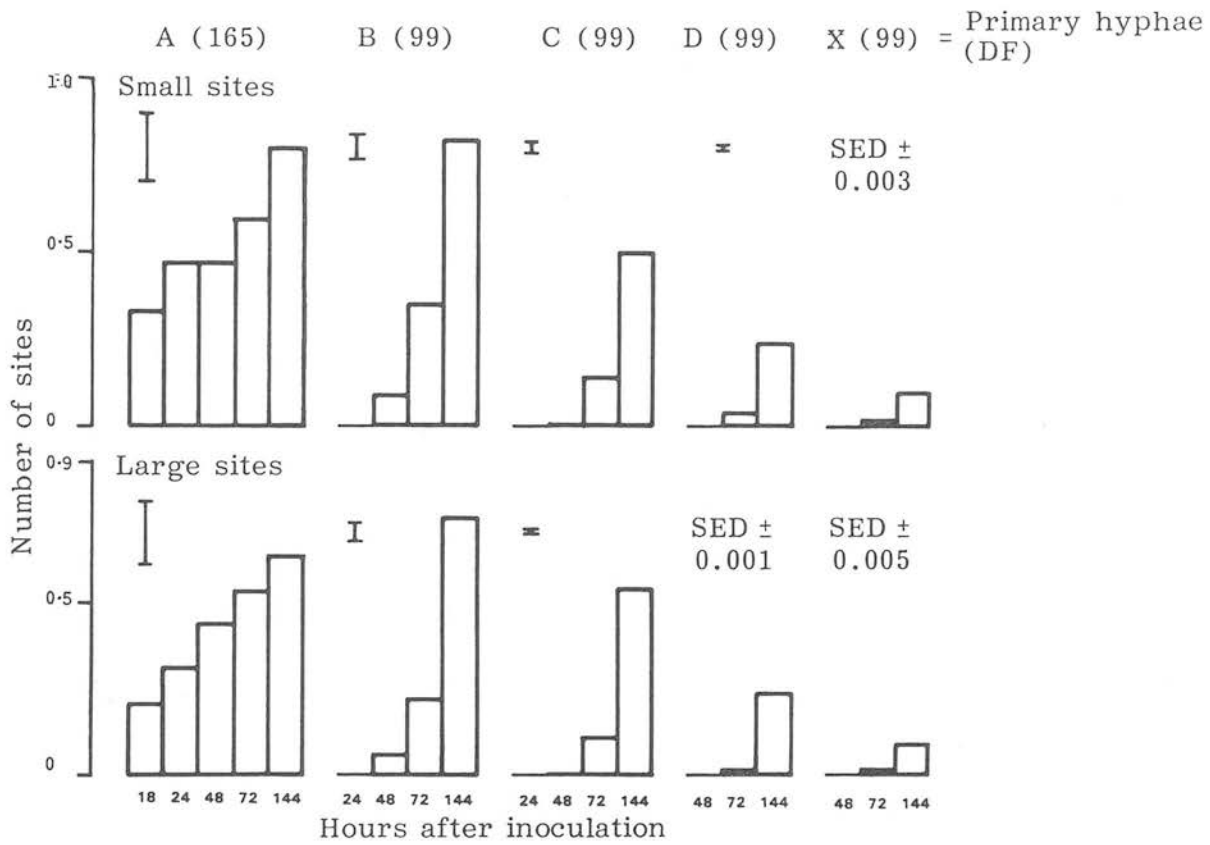 A (165) B (99) C (99) D (99) X (99) = Primary hyphae (DF)
1·0
Small sites
SED ± 0.003
0·5
0
Number of sites
0·9
Large sites
SED ± 0.001
SED ± 0.005
0·5
0
18 24 48 72 144 24 48 72 144 24 48 72 144 48 72 144 48 72 144
Hours after inoculation